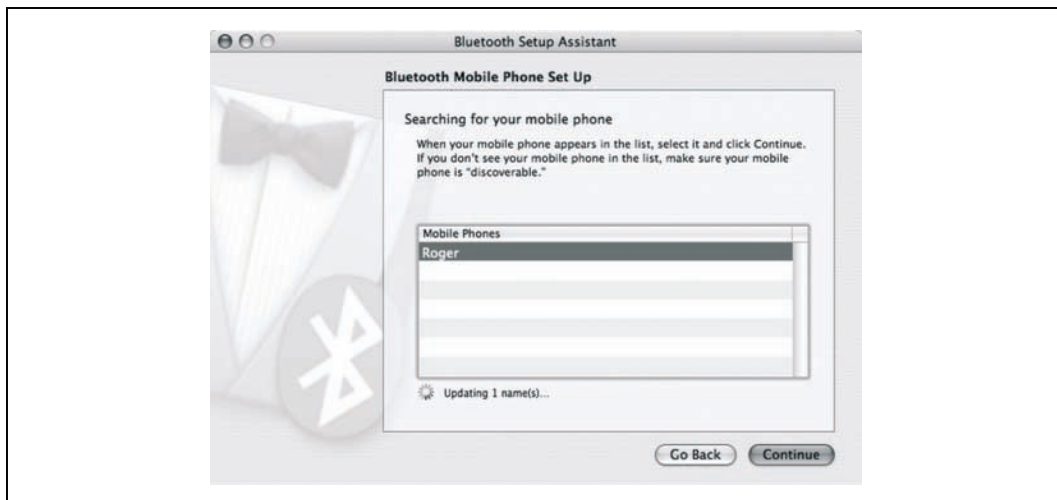 Bluetooth Setup Assistant
Bluetooth Mobile Phone Set Up
Searching for your mobile phone
When your mobile phone appears in the list, select it and click Continue.
If you don't see your mobile phone in the list, make sure your mobile
phone is "discoverable."
Mobile Phones
Roger
Updating 1 name(s)...
Go Back Continue